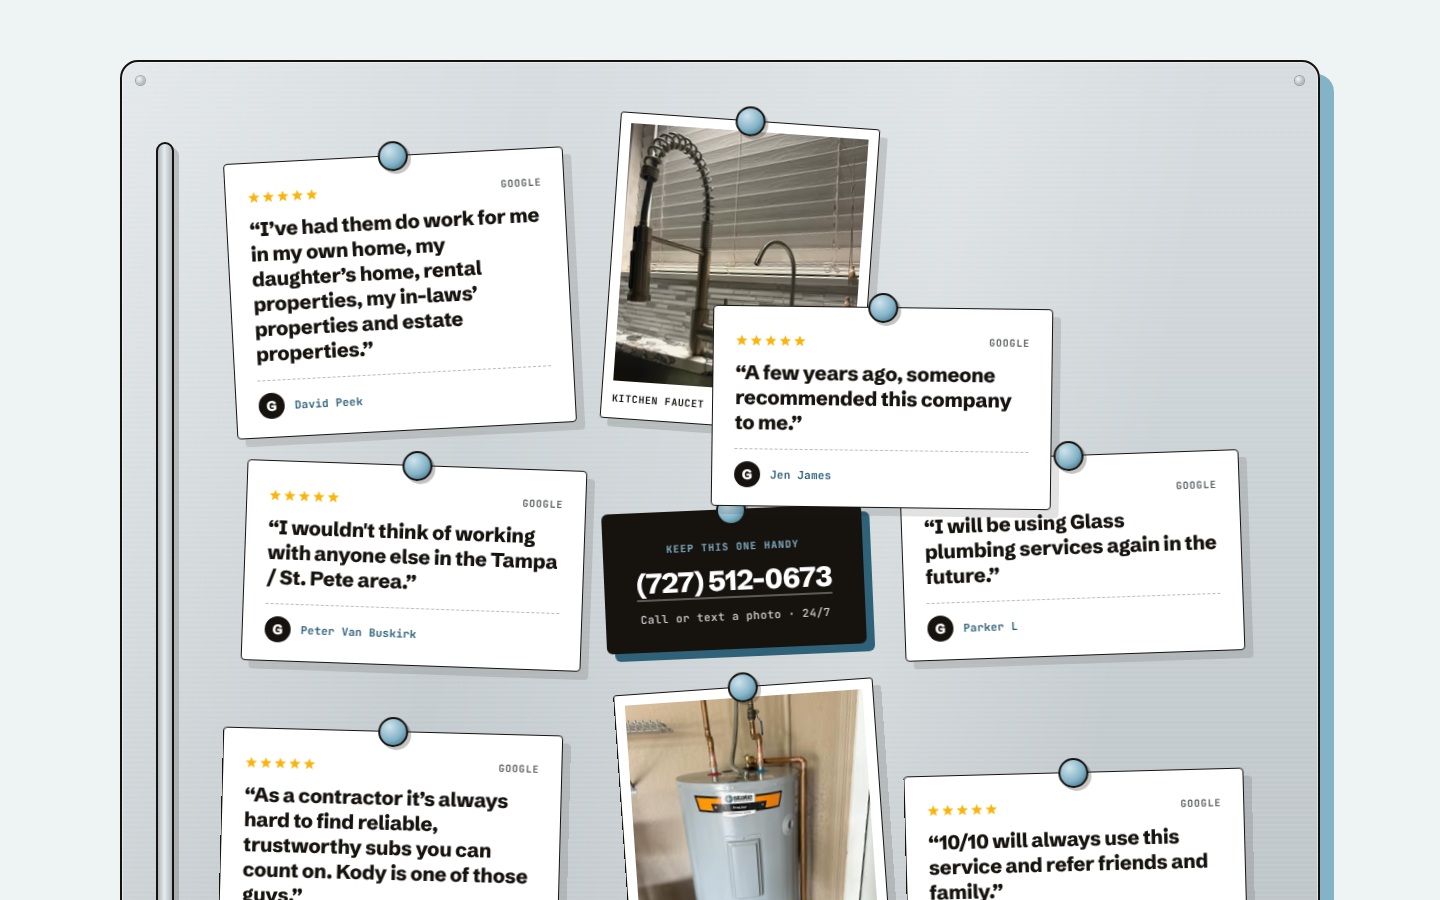 GOOGLE
“I’ve had them do work for me
in my own home, my
daughter’s home, rental
properties, my in-laws’
properties and estate
properties.”
G
David Peek
KITCHEN FAUCET
GOOGLE
“A few years ago, someone
recommended this company
to me.”
G
Jen James
GOOGLE
“I wouldn't think of working
with anyone else in the Tampa
/ St. Pete area.”
G
Peter Van Buskirk
KEEP THIS ONE HANDY
(727) 512-0673
Call or text a photo · 24/7
GOOGLE
“I will be using Glass
plumbing services again in the
future.”
G
Parker L
GOOGLE
“As a contractor it’s always
hard to find reliable,
trustworthy subs you can
count on. Kody is one of those
guys.”
state
GOOGLE
“10/10 will always use this
service and refer friends and
family.”